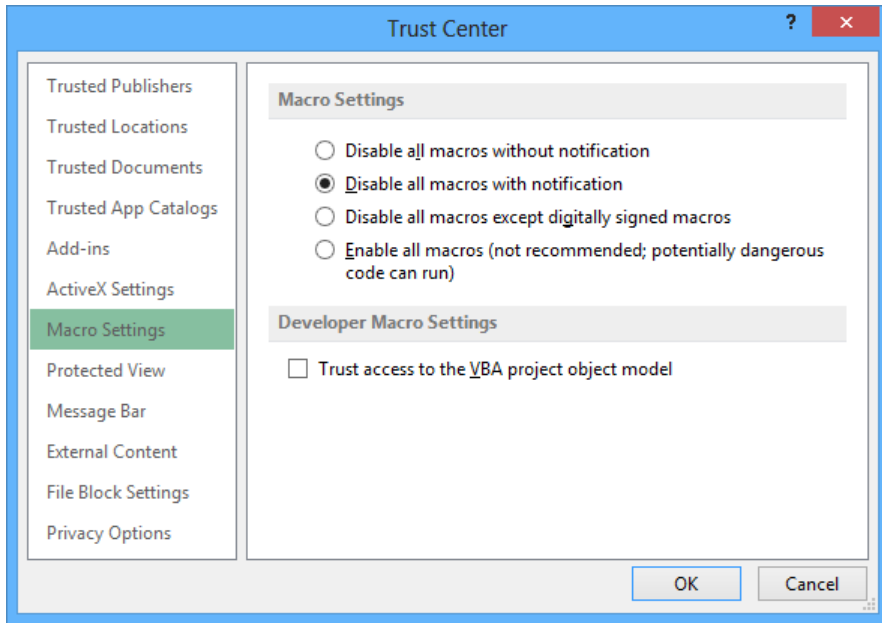 Trust Center
?
×
Trusted Publishers
Trusted Locations
Trusted Documents
Trusted App Catalogs
Add-ins
ActiveX Settings
Macro Settings
Protected View
Message Bar
External Content
File Block Settings
Privacy Options
Macro Settings
Disable all macros without notification
Disable all macros with notification
Disable all macros except digitally signed macros
Enable all macros (not recommended; potentially dangerous
code can run)
Developer Macro Settings
Trust access to the VBA project object model
OK
Cancel